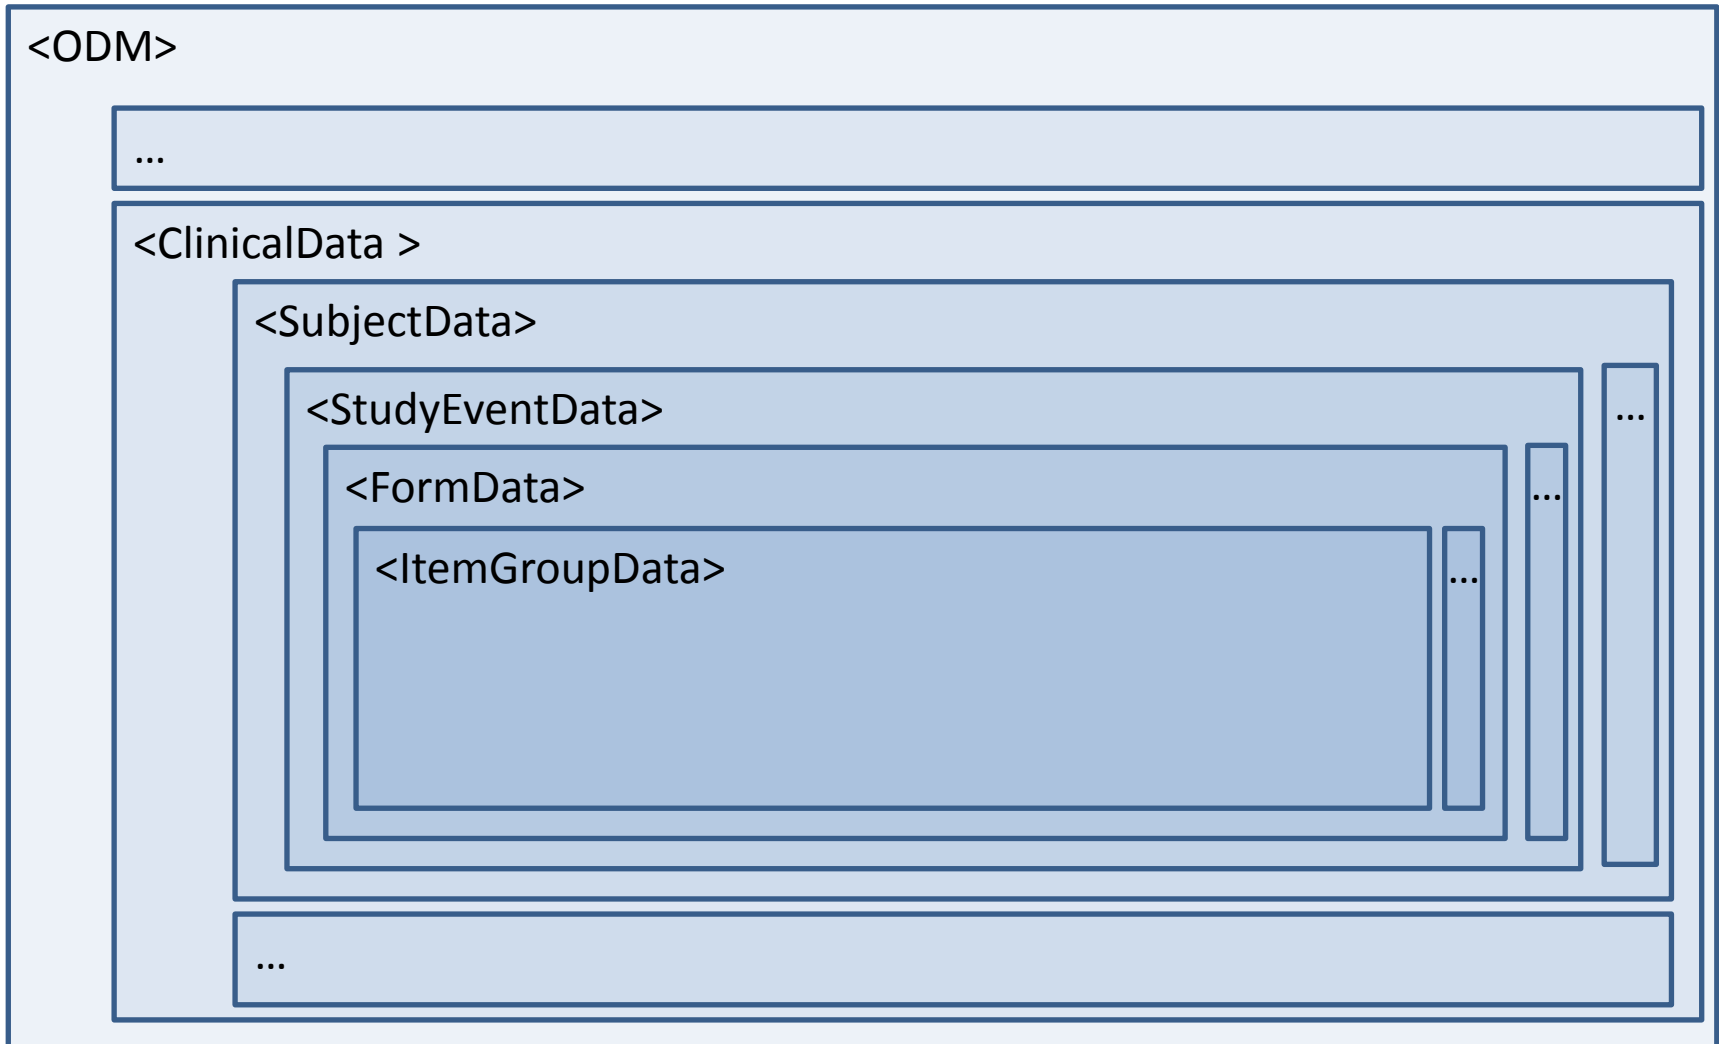 <ODM>
...
<ClinicalData >
<SubjectData>
<StudyEventData>
...
<FormData>
...
<ItemGroupData>
...
...